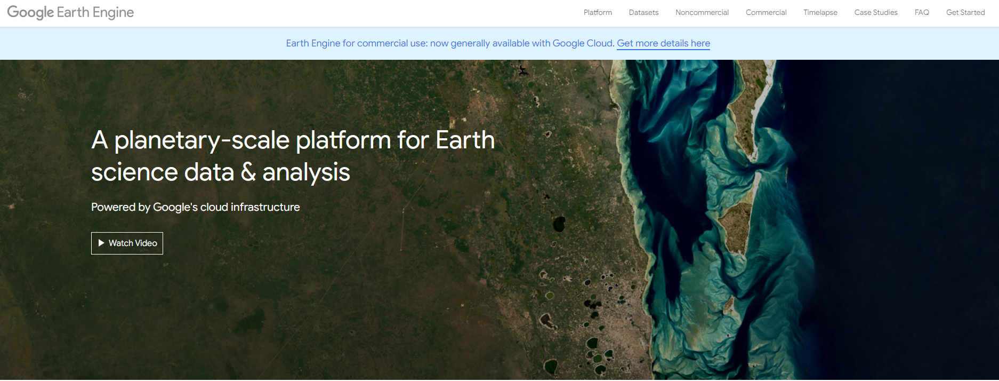 Google Earth Engine
Platform Datasets Noncommercial Commercial Timelapse Case Studies FAQ Get Started
Earth Engine for commercial use: now generally available with Google Cloud. Get more details here
A planetary-scale platform for Earth
science data & analysis
Powered by Google's cloud infrastructure
Watch Video